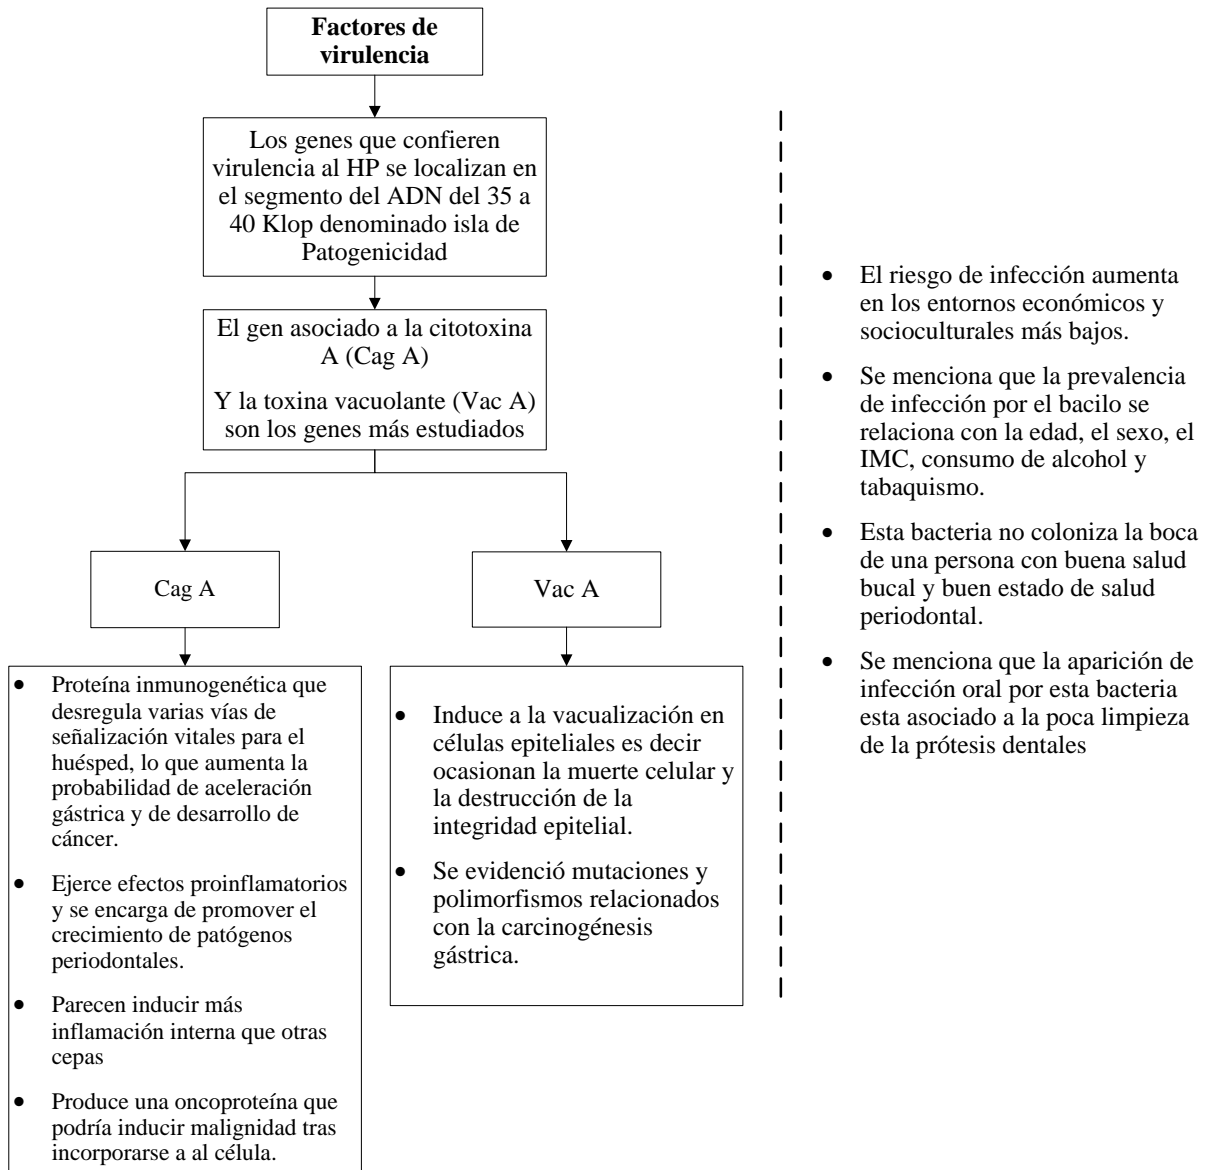 Factores de
virulencia
Los genes que confieren
virulencia al HP se localizan en
el segmento del ADN del 35 a
40 Klop denominado isla de
Patogenicidad
El gen asociado a la citotoxina
A (Cag A)
Y la toxina vacuolante (Vac A)
son los genes más estudiados
Cag A
Vac A
• Proteína inmunogenética que
desregula varias vías de
señalización vitales para el
huésped, lo que aumenta la
probabilidad de aceleración
gástrica y de desarrollo de
cáncer.
• Ejerce efectos proinflamatorios
y se encarga de promover el
crecimiento de patógenos
periodontales.
• Parecen inducir más
inflamación interna que otras
cepas
• Produce una oncoproteína que
podría inducir malignidad tras
incorporarse a al célula.
• Induce a la vacualización en
células epiteliales es decir
ocasionan la muerte celular y
la destrucción de la
integridad epitelial.
• Se evidenció mutaciones y
polimorfismos relacionados
con la carcinogénesis
gástrica.
• El riesgo de infección aumenta
en los entornos económicos y
socioculturales más bajos.
• Se menciona que la prevalencia
de infección por el bacilo se
relaciona con la edad, el sexo, el
IMC, consumo de alcohol y
tabaquismo.
• Esta bacteria no coloniza la boca
de una persona con buena salud
bucal y buen estado de salud
periodontal.
• Se menciona que la aparición de
infección oral por esta bacteria
esta asociado a la poca limpieza
de la prótesis dentales